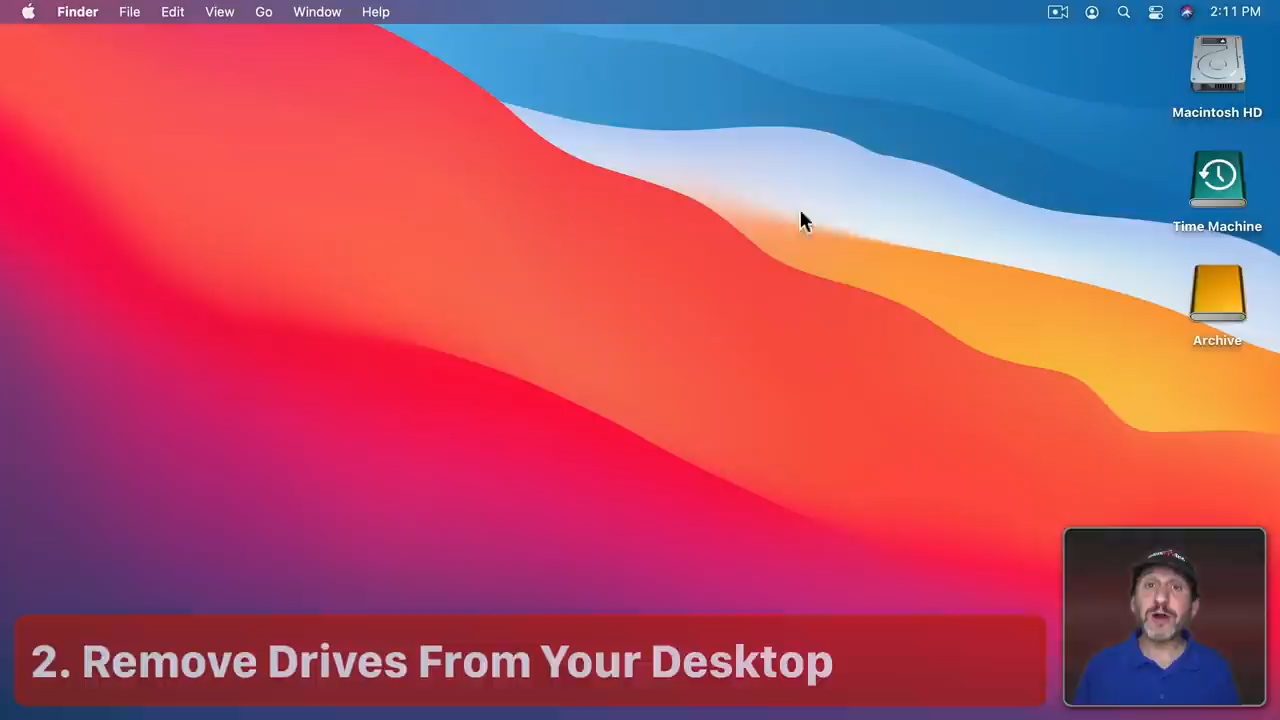 Finder File Edit View Go Window Help 2:11 PM
Macintosh HD
Time Machine
Archive
2. Remove Drives From Your Desktop